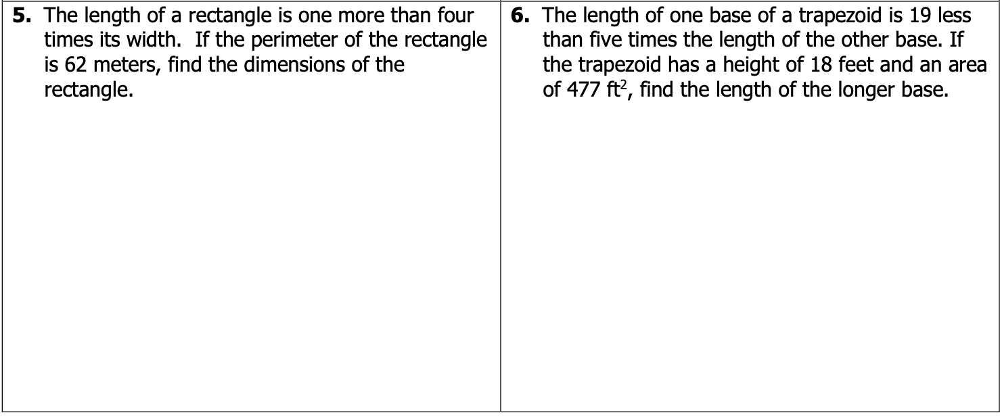 5. The length of a rectangle is one more than four
times its width. If the perimeter of the rectangle
is 62 meters, find the dimensions of the
rectangle.
6. The length of one base of a trapezoid is 19 less
than five times the length of the other base. If
the trapezoid has a height of 18 feet and an area
of 477 ft², find the length of the longer base.